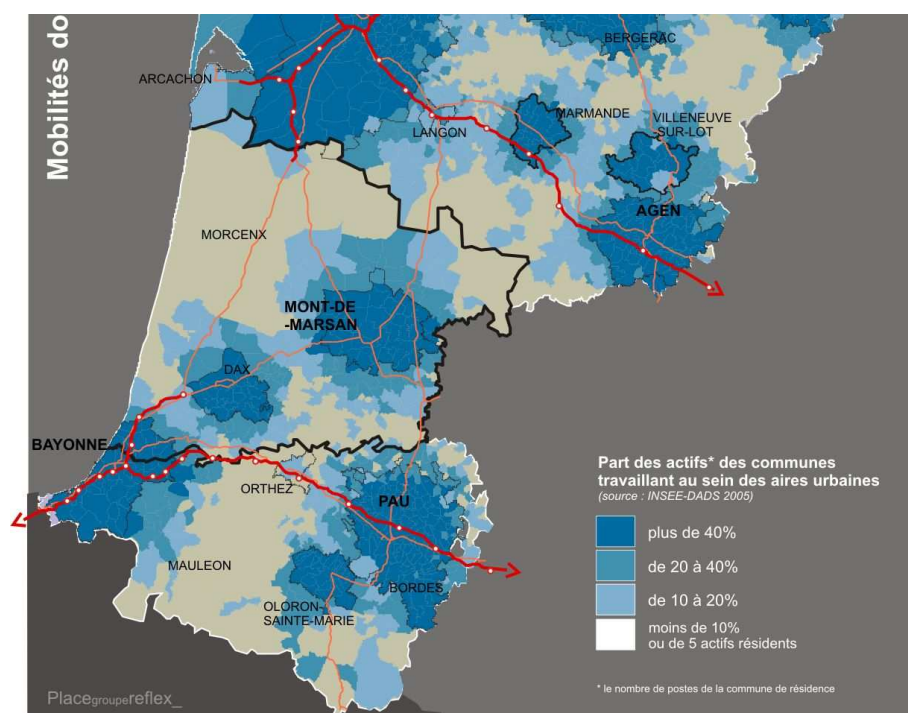 Mobilités do
BERGERAC
ARCACHON
MARMANDE
VILLENEUVE
SUR-LOT
LANGON
AGEN
MORCENX
MONT-DE
-MARSAN
DAX
BAYONNE
ORTHEZ
PAU
MAULEON
BORDES
OLORON-
SAINTE-MARIE
Part des actifs* des communes
travaillant au sein des aires urbaines
(source : INSEE-DADS 2005)
plus de 40%
de 20 à 40%
de 10 à 20%
moins de 10%
ou de 5 actifs résidents
* le nombre de postes de la commune de résidence
Placegroupereflex_